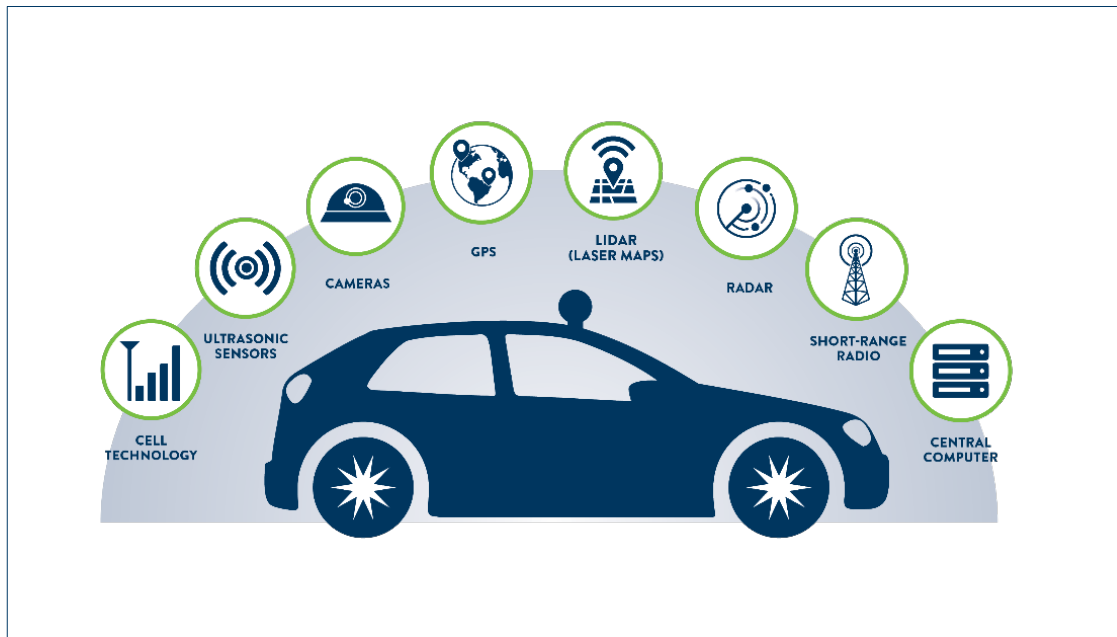 CELL
TECHNOLOGY
ULTRASONIC
SENSORS
CAMERAS
GPS
LIDAR
(LASER MAPS)
RADAR
SHORT-RANGE
RADIO
CENTRAL
COMPUTER